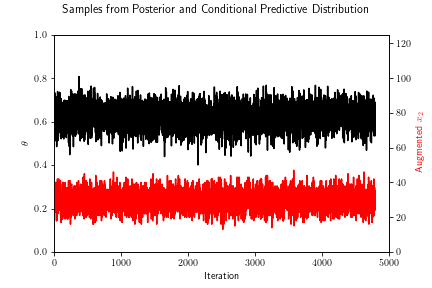 Samples from Posterior and Conditional Predictive Distribution
1.0
0.8
0.6
0.4
0.2
0.0
θ
120
100
80
60
40
20
0
Augmented x₂
0 1000 2000 3000 4000 5000
Iteration